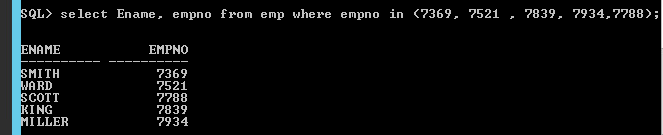 SQL> select Ename, empno from emp where empno in (7369, 7521 , 7839, 7934,7788);
ENAME           EMPNO
---------- ----------
SMITH            7369
WARD             7521
SCOTT            7788
KING             7839
MILLER           7934